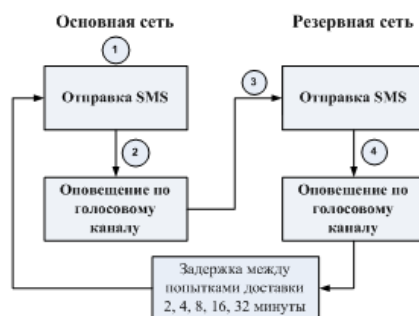 Основная сеть
Резервная сеть
1
3
Отправка SMS
Отправка SMS
2
4
Оповещение по
голосовому
каналу
Оповещение по
голосовому
каналу
Задержка между
попытками доставки
2, 4, 8, 16, 32 минуты